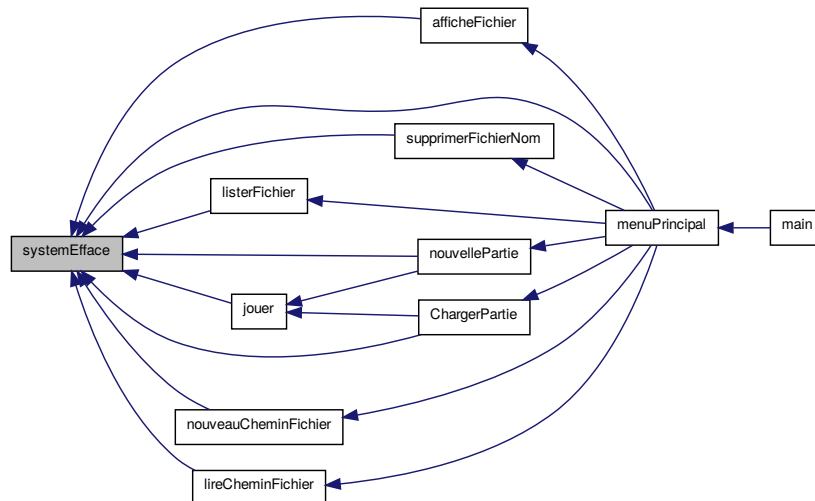 afficheFichier
supprimerFichierNom
listerFichier
menuPrincipal
main
systemEfface
nouvellePartie
jouer
ChargerPartie
nouveauCheminFichier
lireCheminFichier